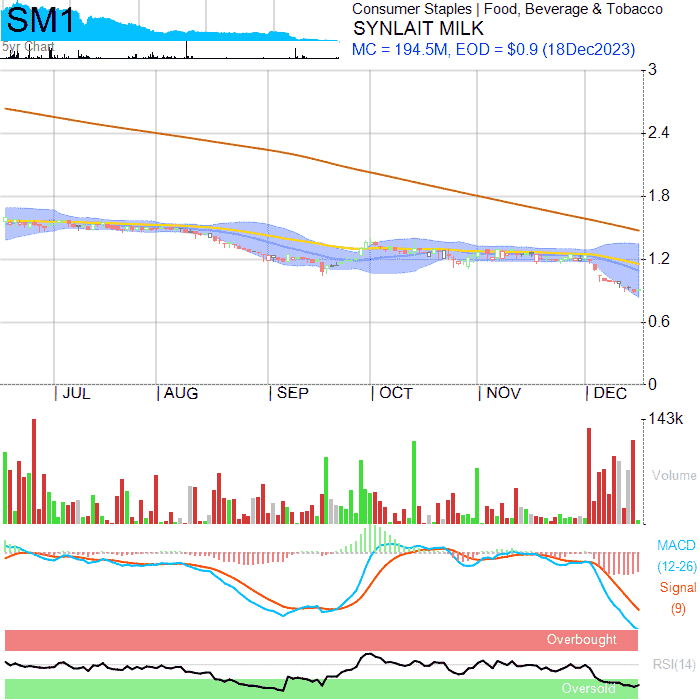 SM1
5yr Chart
Consumer Staples | Food, Beverage & Tobacco
SYNLAIT MILK
MC = 194.5M, EOD = $0.9 (18Dec2023)
3
2.4
1.8
1.2
0.6
0
| JUL | AUG | SEP | OCT | NOV | DEC
143k
Volume
MACD
(12-26)
Signal
(9)
Overbought
RSI(14)
Oversold